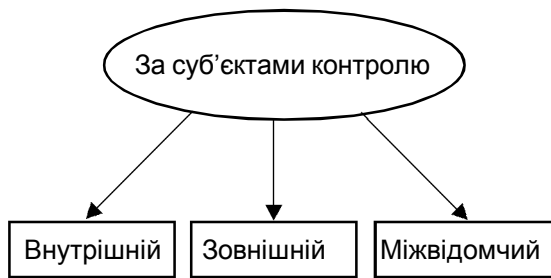 За суб’єктами контролю
Внутрішній
Зовнішній
Міжвідомчий